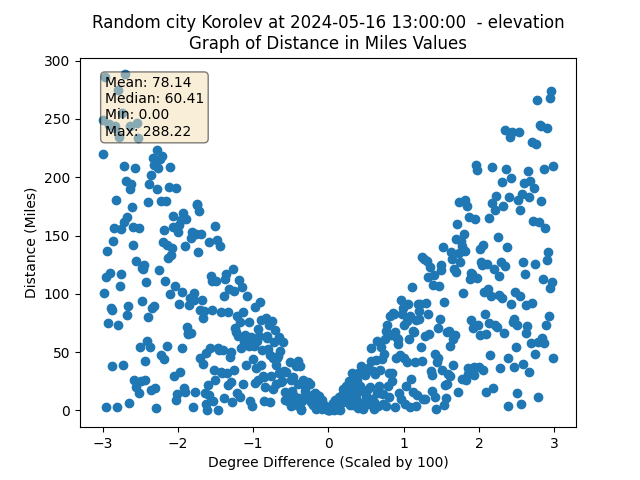 Random city Korolev at 2024-05-16 13:00:00  - elevation
Graph of Distance in Miles Values
300
250
200
150
100
50
0
Distance (Miles)
Mean: 78.14
Median: 60.41
Min: 0.00
Max: 288.22
−3
−2
−1
0
1
2
3
Degree Difference (Scaled by 100)